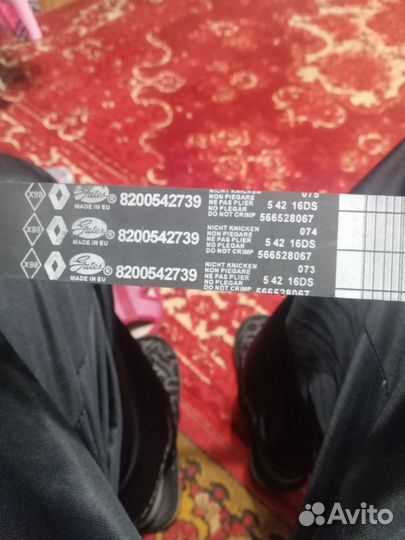 X98 Gates® 8200542739 NICHT KNICKEN 075
MADE IN EU NON PIEGARE 5 42 16DS
NE PAS PLIER
NO PLEGAR
DO NOT CRIMP 566528067
X98 Gates® 8200542739 NICHT KNICKEN 074
MADE IN EU NON PIEGARE
NE PAS PLIER 5 42 16DS
NO PLEGAR
DO NOT CRIMP 566528067
X98 Gates® 8200542739 NICHT KNICKEN 073
MADE IN EU NON PIEGARE
NE PAS PLIER 5 42 16DS
NO PLEGAR
DO NOT CRIMP 566528067
Avito